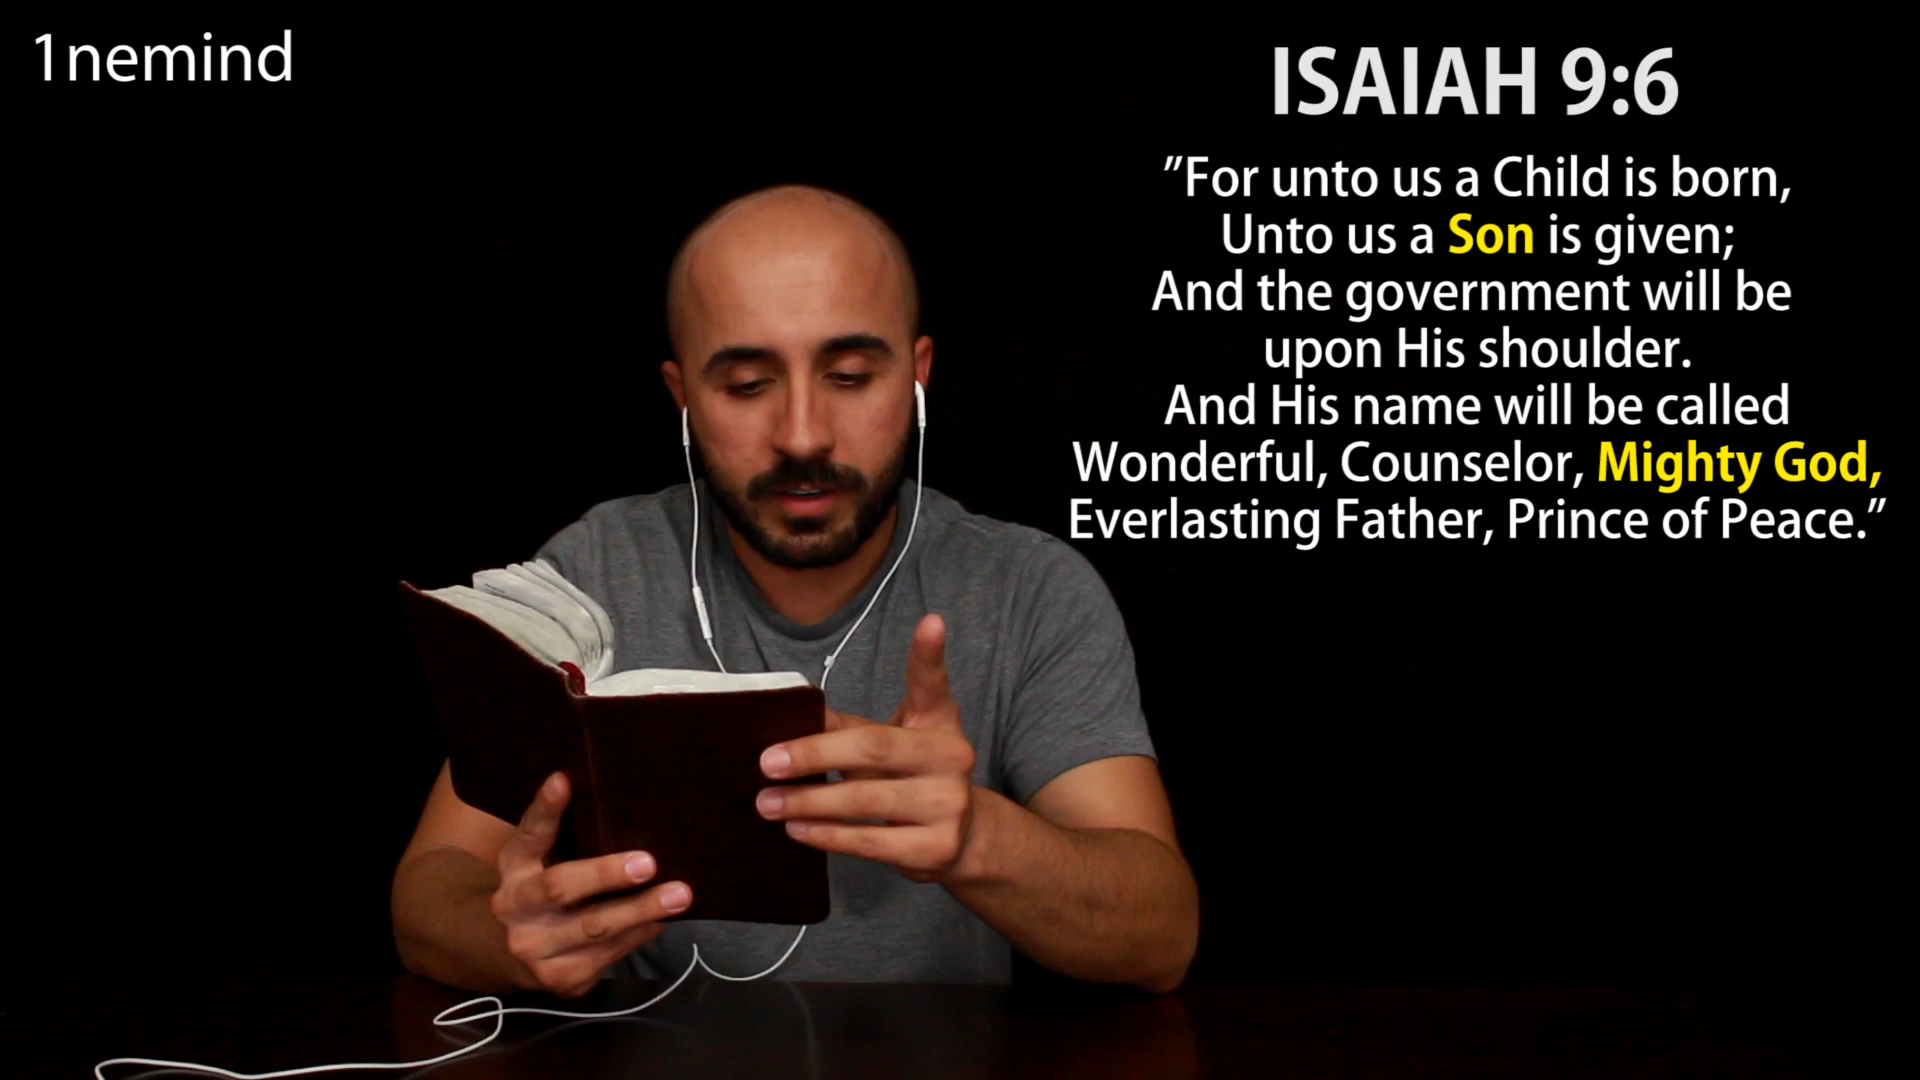 1nemind
ISAIAH 9:6
"For unto us a Child is born,
Unto us a Son is given;
And the government will be
upon His shoulder.
And His name will be called
Wonderful, Counselor, Mighty God,
Everlasting Father, Prince of Peace."